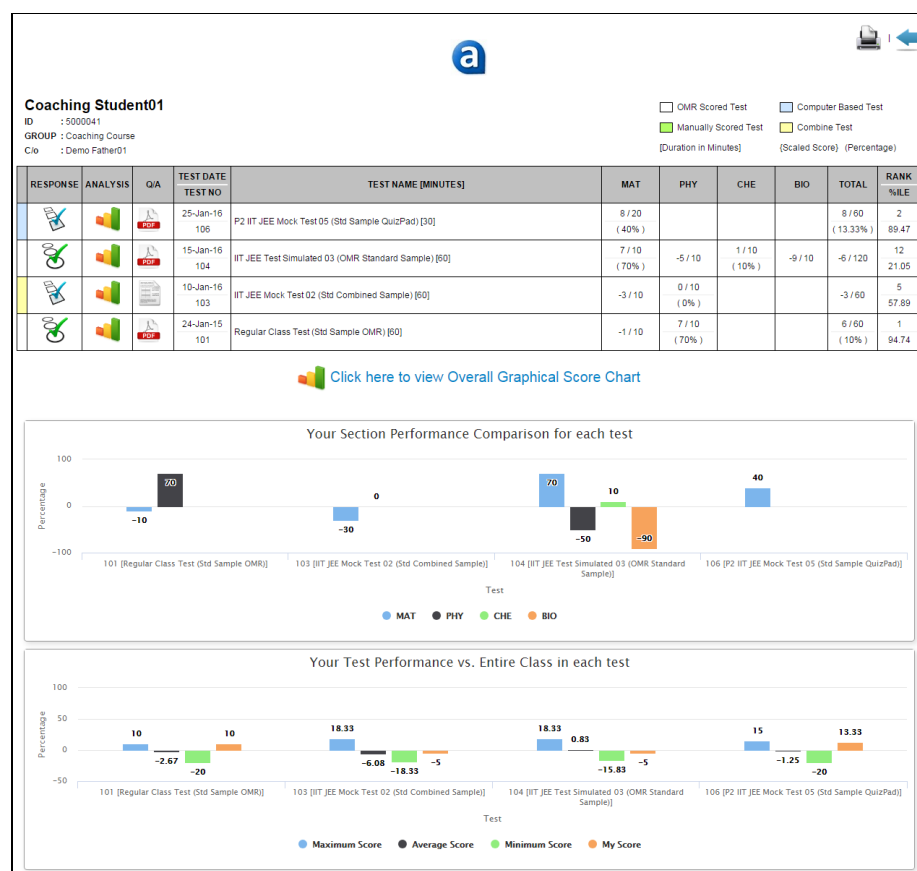 a
Coaching Student01
ID : 5000041
GROUP : Coaching Course
C/o : Demo Father01
OMR Scored Test Computer Based Test
Manually Scored Test Combine Test
[Duration in Minutes] {Scaled Score} (Percentage)
RESPONSE ANALYSIS Q/A TEST DATE TEST NO TEST NAME [MINUTES] MAT PHY CHE BIO TOTAL RANK %ILE
PDF 25-Jan-16 106 P2 IIT JEE Mock Test 05 (Std Sample QuizPad) [30] 8 / 20 ( 40% ) 8 / 60 ( 13.33% ) 2 89.47
PDF 15-Jan-16 104 IIT JEE Test Simulated 03 (OMR Standard Sample) [60] 7 / 10 ( 70% ) -5 / 10 1 / 10 ( 10% ) -9 / 10 -6 / 120 12 21.05
10-Jan-16 103 IIT JEE Mock Test 02 (Std Combined Sample) [60] -3 / 10 0 / 10 ( 0% ) -3 / 60 5 57.89
PDF 24-Jan-15 101 Regular Class Test (Std Sample OMR) [60] -1 / 10 7 / 10 ( 70% ) 6 / 60 ( 10% ) 1 94.74
Click here to view Overall Graphical Score Chart
Your Section Performance Comparison for each test
Percentage
100
0
-100
-10 70 -30 0 70 -50 10 -90 40
101 [Regular Class Test (Std Sample OMR)] 103 [IIT JEE Mock Test 02 (Std Combined Sample)] 104 [IIT JEE Test Simulated 03 (OMR Standard Sample)] 106 [P2 IIT JEE Mock Test 05 (Std Sample QuizPad)]
Test
MAT PHY CHE BIO
Your Test Performance vs. Entire Class in each test
Percentage
100
50
0
-50
10 -2.67 -20 10 18.33 -6.08 -18.33 -5 18.33 0.83 -15.83 -5 15 -1.25 -20 13.33
101 [Regular Class Test (Std Sample OMR)] 103 [IIT JEE Mock Test 02 (Std Combined Sample)] 104 [IIT JEE Test Simulated 03 (OMR Standard Sample)] 106 [P2 IIT JEE Mock Test 05 (Std Sample QuizPad)]
Test
Maximum Score Average Score Minimum Score My Score